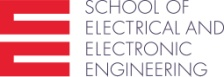 SCHOOL OF
ELECTRICAL AND
ELECTRONIC
ENGINEERING